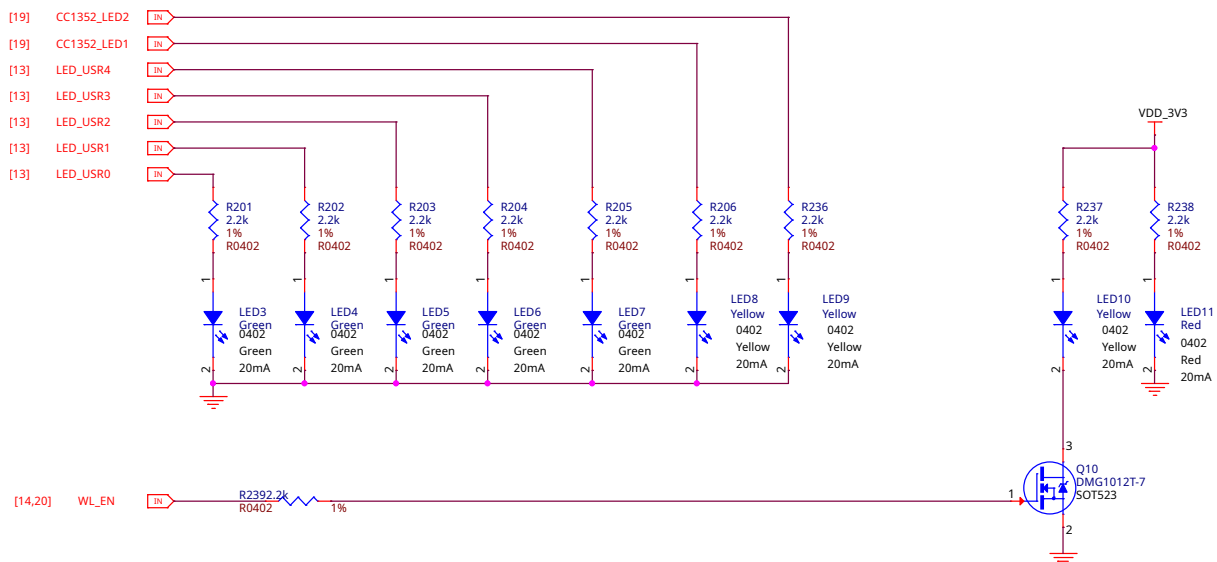 [19] CC1352_LED2 IN
[19] CC1352_LED1 IN
[13] LED_USR4 IN
[13] LED_USR3 IN
[13] LED_USR2 IN
[13] LED_USR1 IN
[13] LED_USR0 IN
VDD_3V3
R201 R202 R203 R204 R205 R206 R236 R237 R238
2.2k 2.2k 2.2k 2.2k 2.2k 2.2k 2.2k 2.2k 2.2k
1% 1% 1% 1% 1% 1% 1% 1% 1%
R0402 R0402 R0402 R0402 R0402 R0402 R0402 R0402 R0402
1 1 1 1 1 1 1 1 1
LED3 LED4 LED5 LED6 LED7 LED8 LED9 LED10 LED11
Green Green Green Green Green Yellow Yellow Yellow Red
0402 0402 0402 0402 0402 0402 0402 0402 0402
Green Green Green Green Green Yellow Yellow Yellow Red
20mA 20mA 20mA 20mA 20mA 20mA 20mA 20mA 20mA
2 2 2 2 2 2 2 2 2
3
Q10
DMG1012T-7
SOT523
1
2
[14,20] WL_EN IN
R239 2.2k
R0402 1%